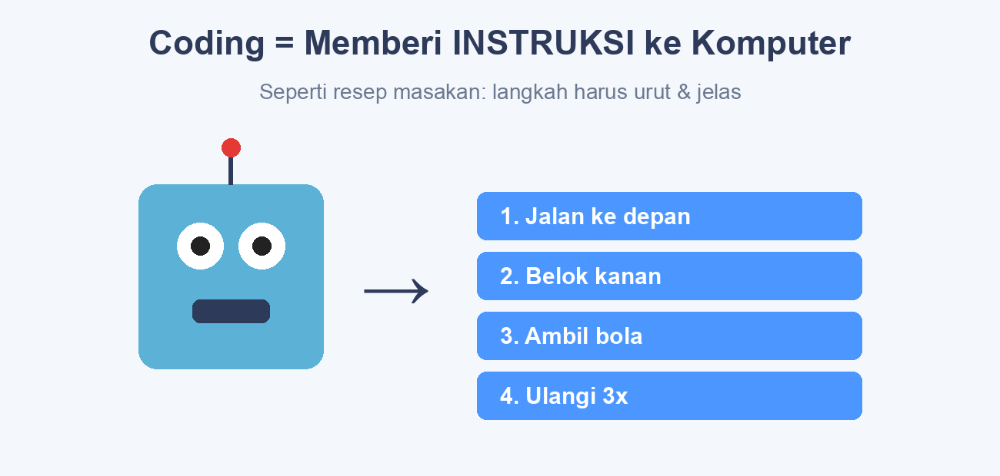 Coding = Memberi INSTRUKSI ke Komputer
Seperti resep masakan: langkah harus urut & jelas
1. Jalan ke depan
2. Belok kanan
3. Ambil bola
4. Ulangi 3x